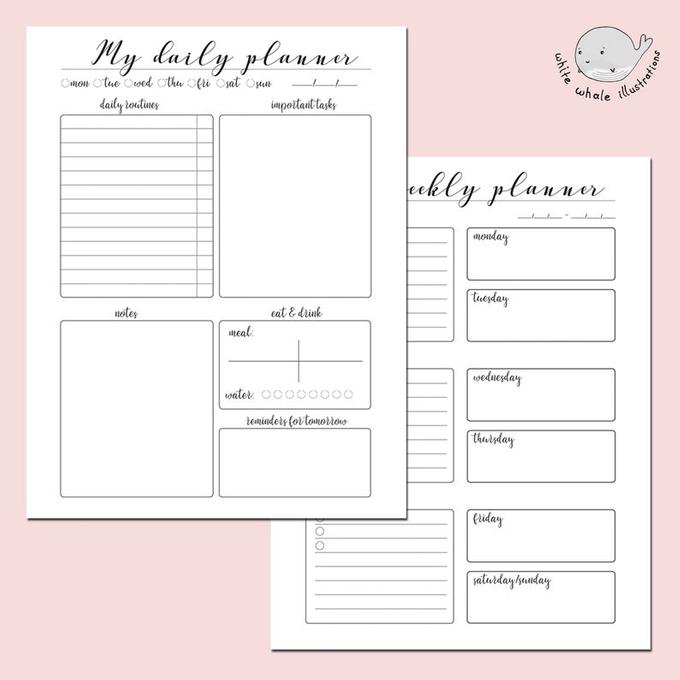 My daily planner
mon tue wed thu fri sat sun __/__/__
daily routines
important tasks
notes
eat & drink
meal:
water:
reminders for tomorrow
white whale illustrations
planner
__/__/__ - __/__/__
monday
tuesday
wednesday
thursday
friday
saturday/sunday